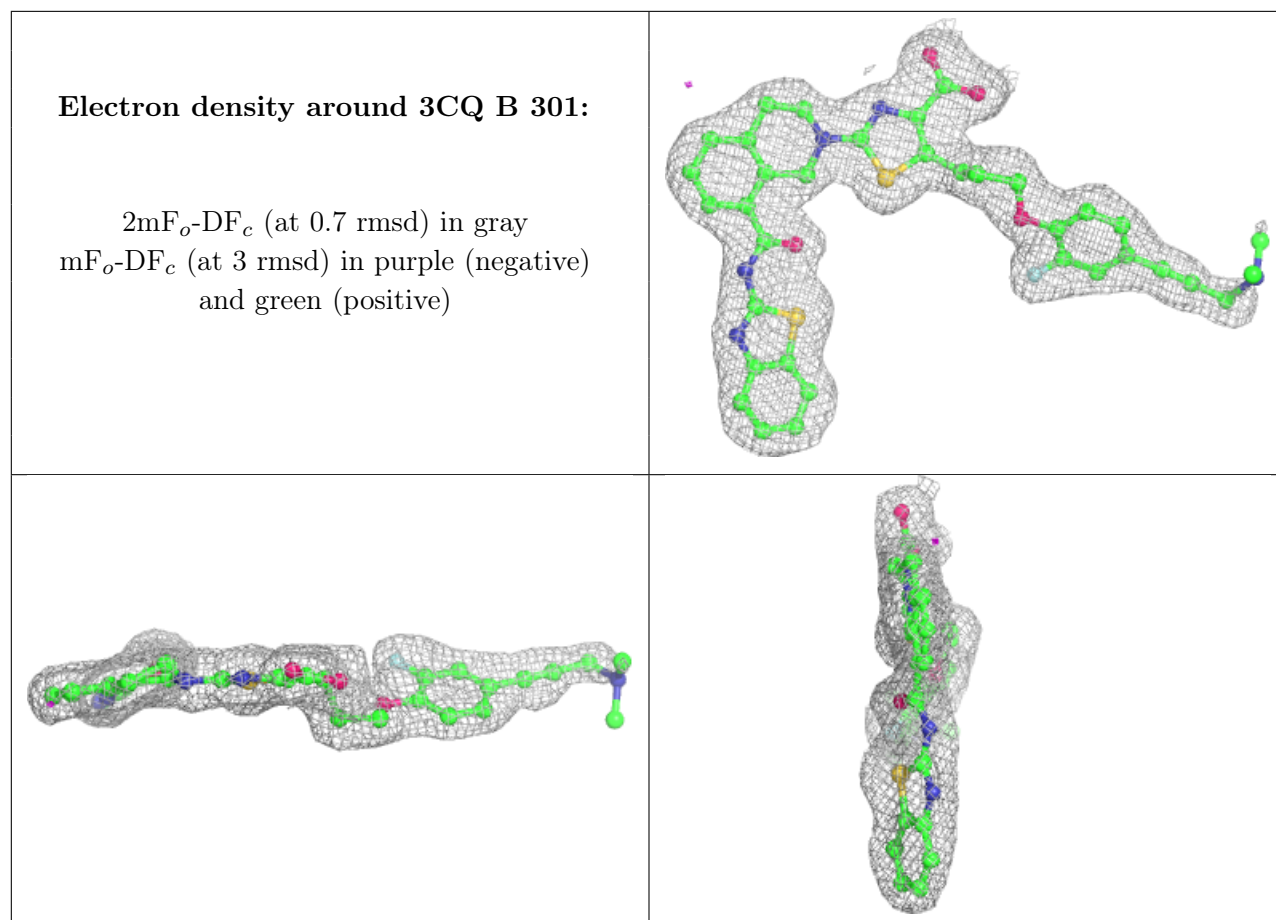 Electron density around 3CQ B 301:
2mFo-DFc (at 0.7 rmsd) in gray
mFo-DFc (at 3 rmsd) in purple (negative)
and green (positive)